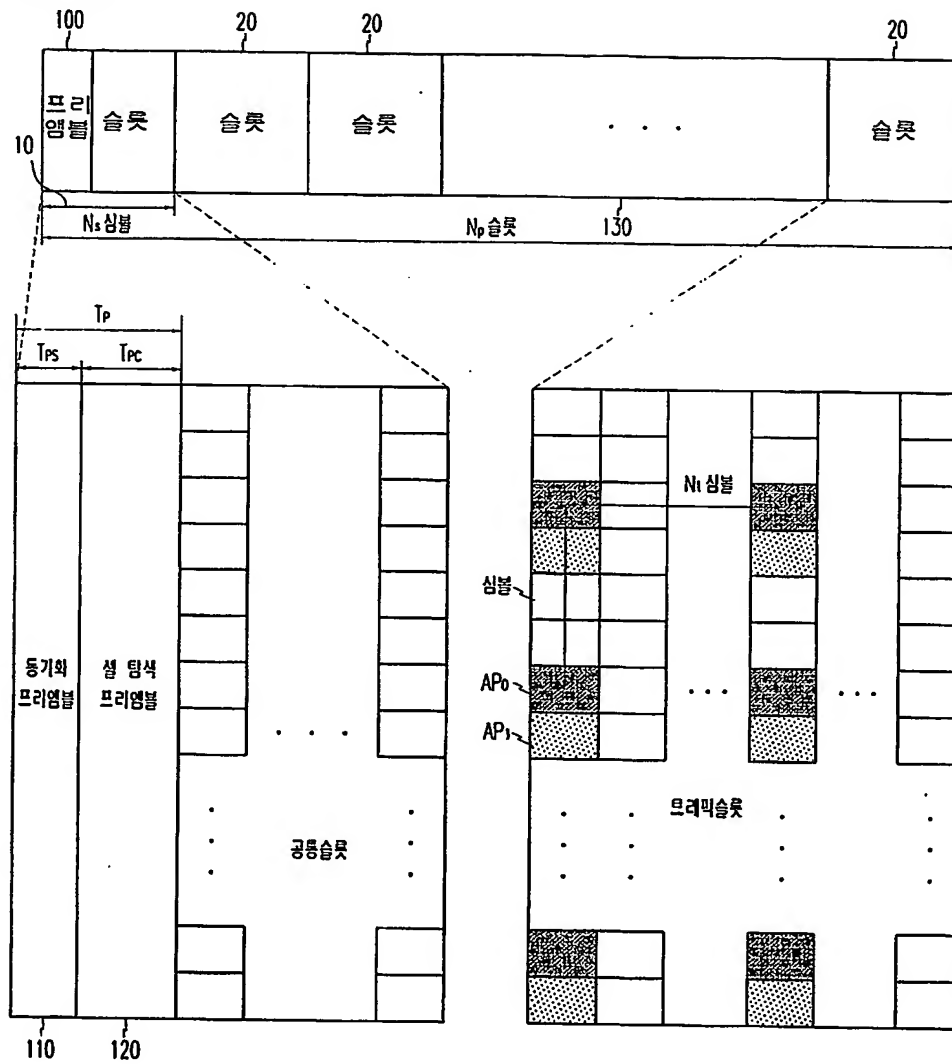 100
20
20
20
프리
앰블
슬롯
슬롯
슬롯
. . .
슬롯
10
Ns 심볼
Np 슬롯
130
TP
TPS
TPC
Nt 심볼
심볼
동기화
프리앰블
셀 탐색
프리앰블
AP0
AP1
. . . .
. . .
. . .
공통슬롯
트래픽슬롯
110
120